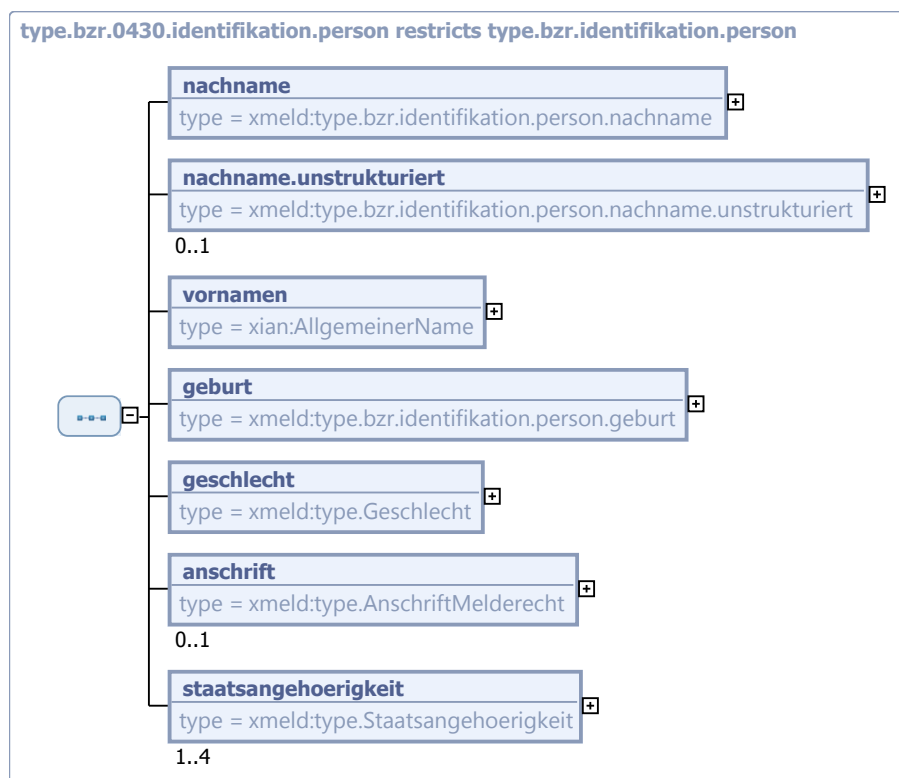 type.bzr.0430.identifikation.person restricts type.bzr.identifikation.person
nachname
type = xmeld:type.bzr.identifikation.person.nachname
nachname.unstrukturiert
type = xmeld:type.bzr.identifikation.person.nachname.unstrukturiert
0..1
vornamen
type = xian:AllgemeinerName
geburt
type = xmeld:type.bzr.identifikation.person.geburt
geschlecht
type = xmeld:type.Geschlecht
anschrift
type = xmeld:type.AnschriftMelderecht
0..1
staatsangehoerigkeit
type = xmeld:type.Staatsangehoerigkeit
1..4